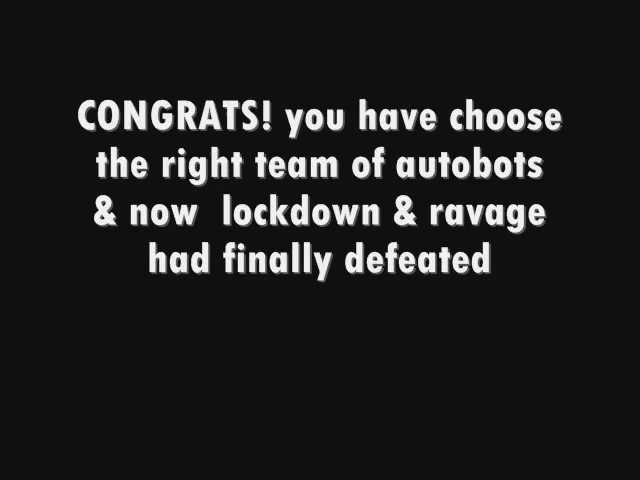 CONGRATS! you have choose
the right team of autobots
& now  lockdown & ravage
had finally defeated